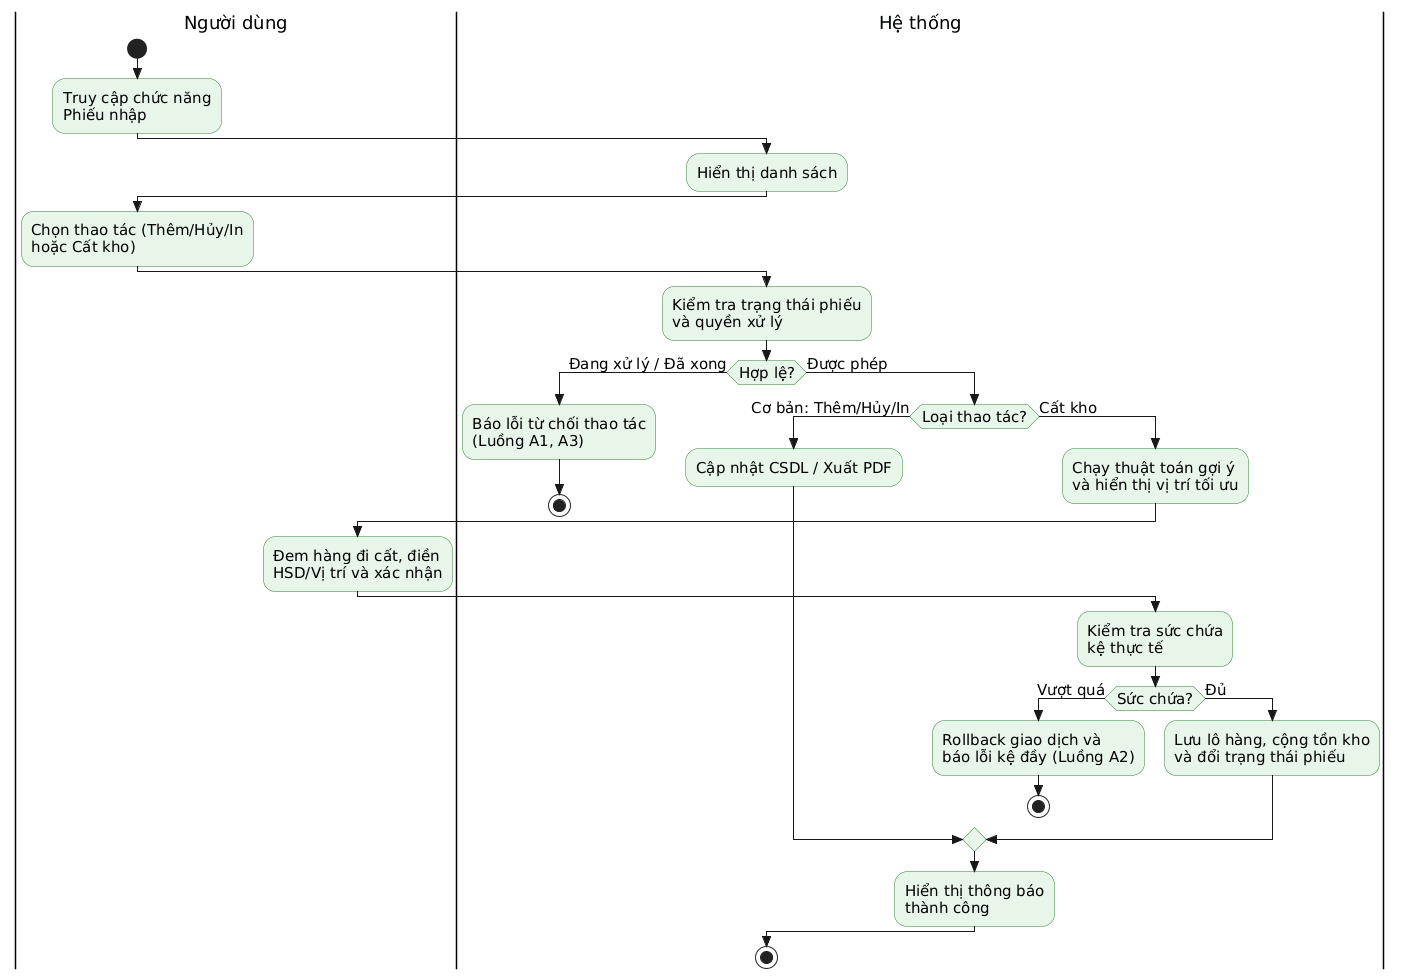 Người dùng
Hệ thống
Truy cập chức năng
Phiếu nhập
Hiển thị danh sách
Chọn thao tác (Thêm/Hủy/In
hoặc Cất kho)
Kiểm tra trạng thái phiếu
và quyền xử lý
Hợp lệ?
Đang xử lý / Đã xong
Được phép
Báo lỗi từ chối thao tác
(Luồng A1, A3)
Loại thao tác?
Cơ bản: Thêm/Hủy/In
Cất kho
Cập nhật CSDL / Xuất PDF
Chạy thuật toán gợi ý
và hiển thị vị trí tối ưu
Đem hàng đi cất, điền
HSD/Vị trí và xác nhận
Kiểm tra sức chứa
kệ thực tế
Sức chứa?
Vượt quá
Đủ
Rollback giao dịch và
báo lỗi kệ đầy (Luồng A2)
Lưu lô hàng, cộng tồn kho
và đổi trạng thái phiếu
Hiển thị thông báo
thành công